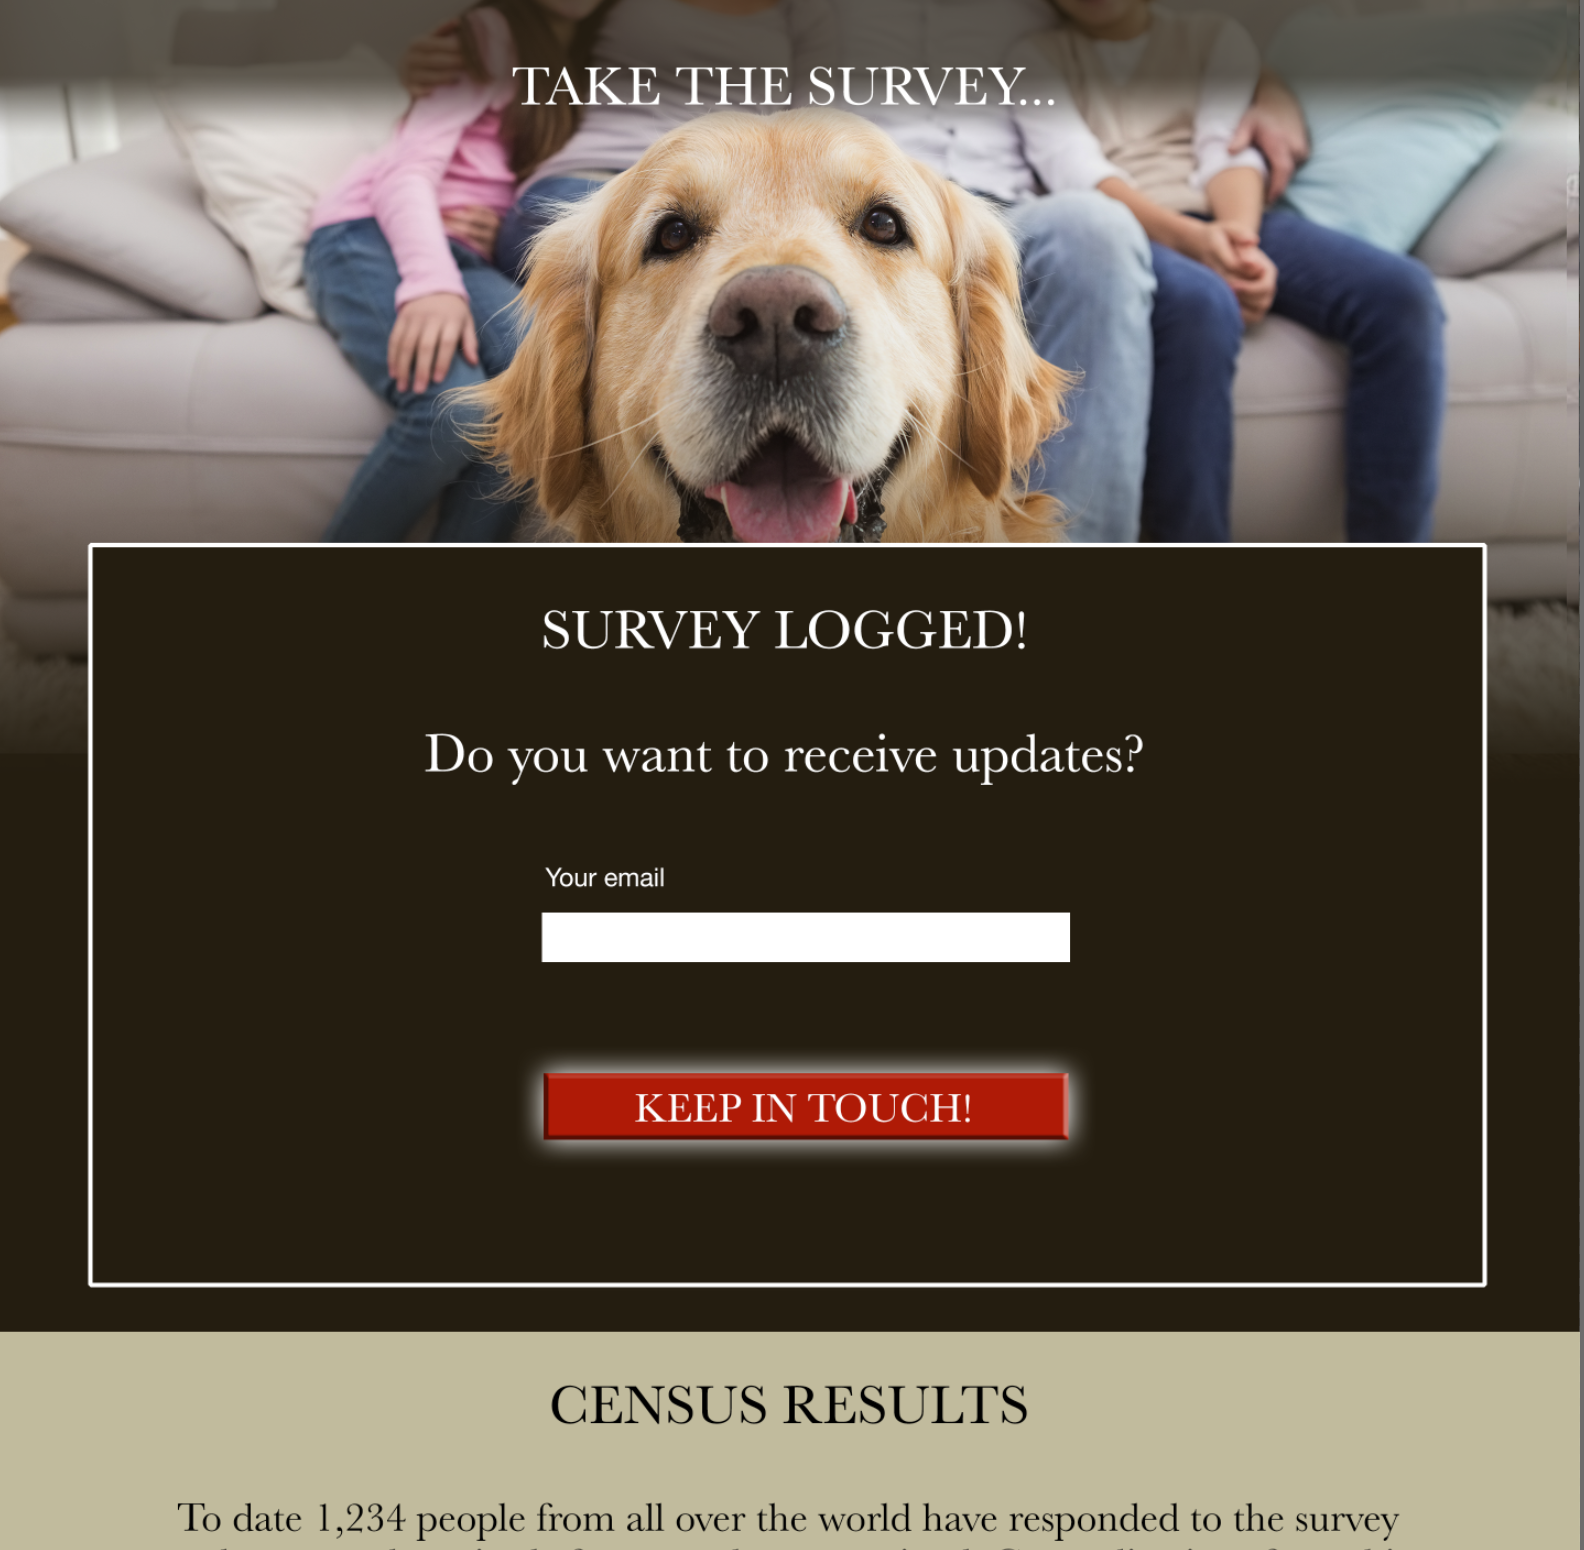 TAKE THE SURVEY...
SURVEY LOGGED!
Do you want to receive updates?
Your email
KEEP IN TOUCH!
CENSUS RESULTS
To date 1,234 people from all over the world have responded to the survey